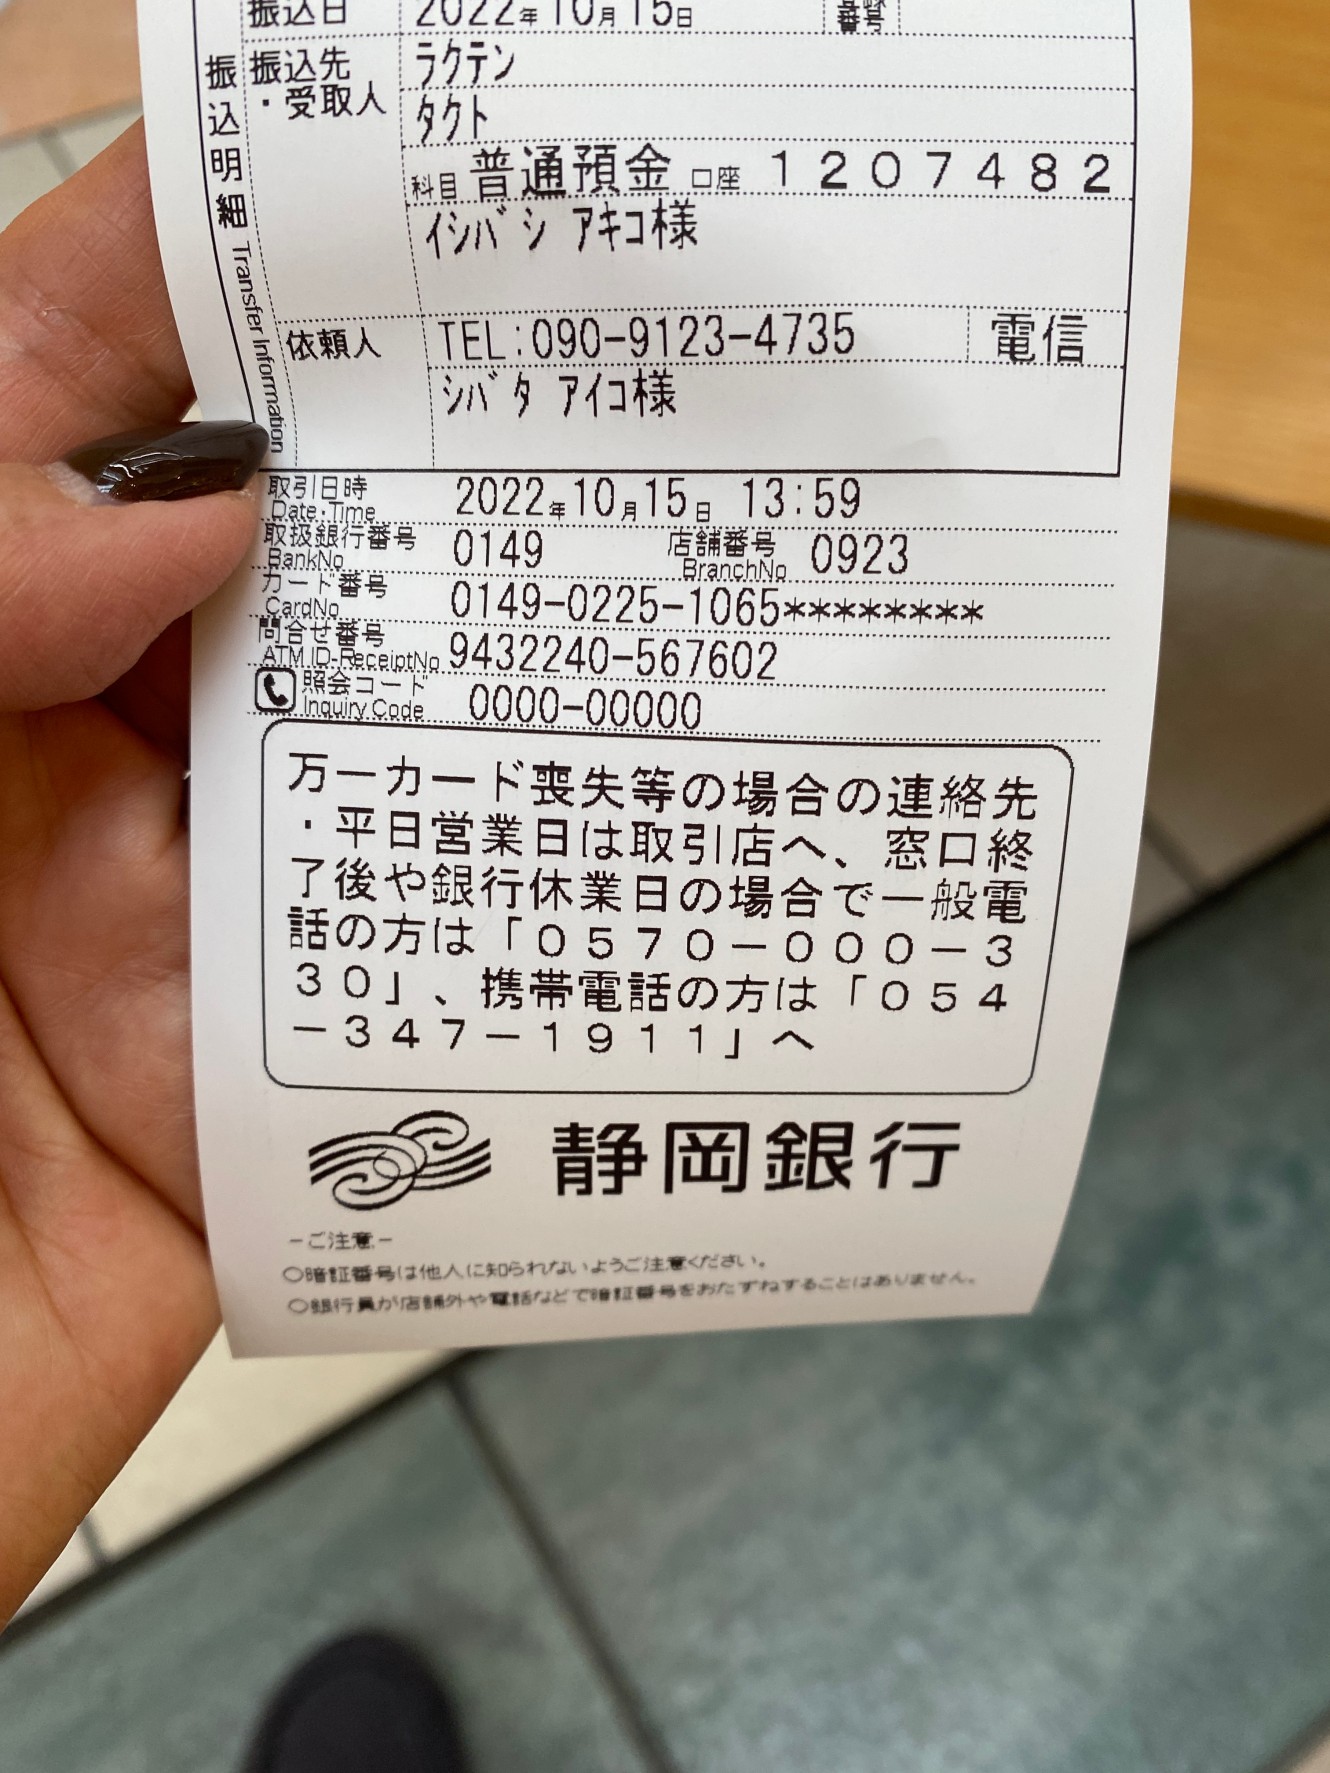 振込日 2022年10月15日 番号
振込明細 Transfer Information
振込先 ラクテン
・受取人 タクト
科目 普通預金 口座 1207482
イシバシ アキコ様
依頼人 TEL:090-9123-4735 電信
シバタ アイコ様
取引日時 2022年10月15日 13:59
Date・Time
取扱銀行番号 0149 店舗番号 0923
BankNo BranchNo
カード番号 0149-0225-1065********
CardNo
問合せ番号 9432240-567602
ATM ID-ReceiptNo
照会コード 0000-00000
Inquiry Code
万一カード喪失等の場合の連絡先
・平日営業日は取引店へ、窓口終
了後や銀行休業日の場合で一般電
話の方は「0570-000-3
30」、携帯電話の方は「054
-347-1911」へ
静岡銀行
-ご注意-
○暗証番号は他人に知られないようご注意ください。
○銀行員が店舗外や電話などで暗証番号をおたずねすることはありません。